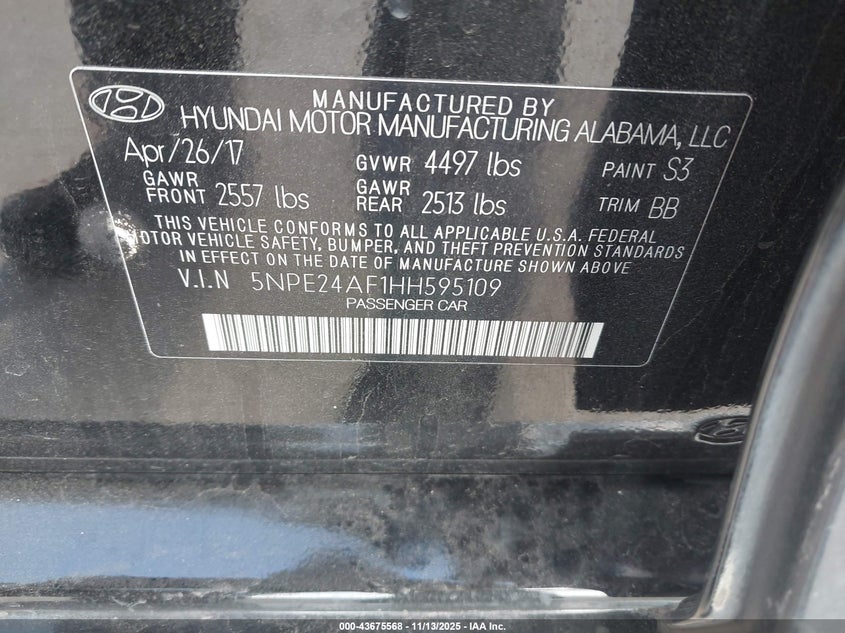 MANUFACTURED BY
HYUNDAI MOTOR MANUFACTURING ALABAMA, LLC
Apr/26/17 GVWR 4497 lbs PAINT S3
GAWR FRONT 2557 lbs GAWR REAR 2513 lbs TRIM BB
THIS VEHICLE CONFORMS TO ALL APPLICABLE U.S.A. FEDERAL
MOTOR VEHICLE SAFETY, BUMPER, AND THEFT PREVENTION STANDARDS
IN EFFECT ON THE DATE OF MANUFACTURE SHOWN ABOVE
V.I.N 5NPE24AF1HH595109
PASSENGER CAR
000-43675568 - 11/13/2025 - IAA Inc.